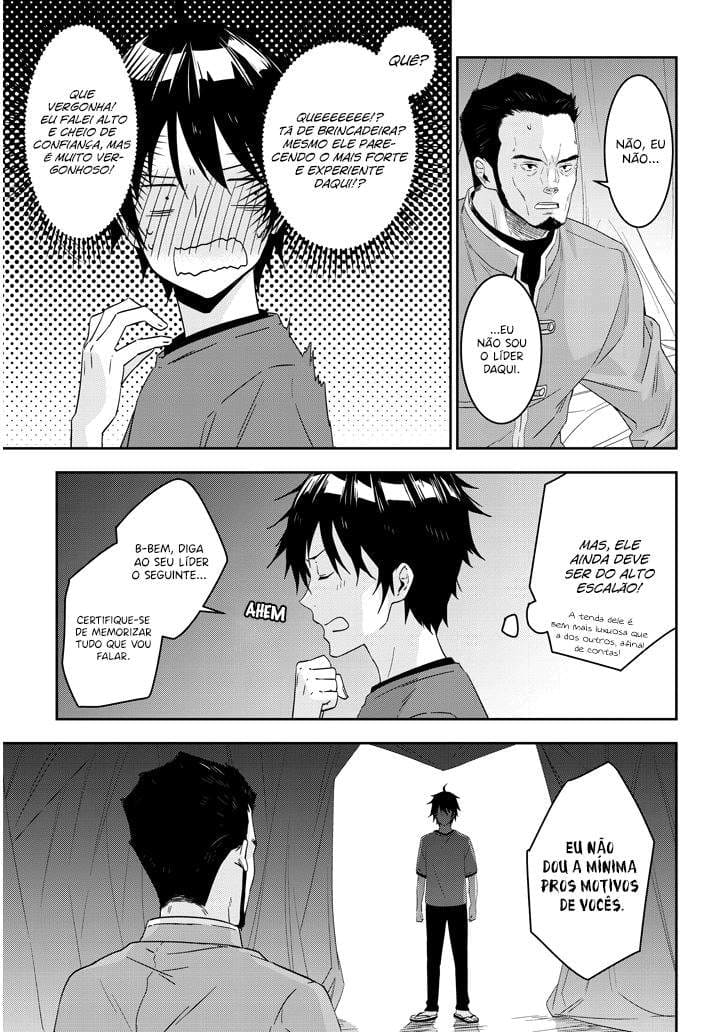 NÃO, EU
NÃO...
...EU
NÃO SOU
O LÍDER
DAQUI.
QUÊ?
QUEEEEEEE!?
TÁ DE BRINCADEIRA?
MESMO ELE PARE-
CENDO O MAIS FORTE
E EXPERIENTE
DAQUI!?
QUE
VERGONHA!
EU FALEI ALTO
E CHEIO DE
CONFIANÇA, MAS
É MUITO VER-
GONHOSO!
MAS, ELE
AINDA DEVE
SER DO ALTO
ESCALÃO!
A tenda dele é
bem mais luxuosa que
a dos outros, afinal
de contas!
AHEM
B-BEM, DIGA
AO SEU LÍDER
O SEGUINTE...
CERTIFIQUE-SE
DE MEMORIZAR
TUDO QUE VOU
FALAR.
EU NÃO
DOU A MÍNIMA
PROS MOTIVOS
DE VOCÊS.